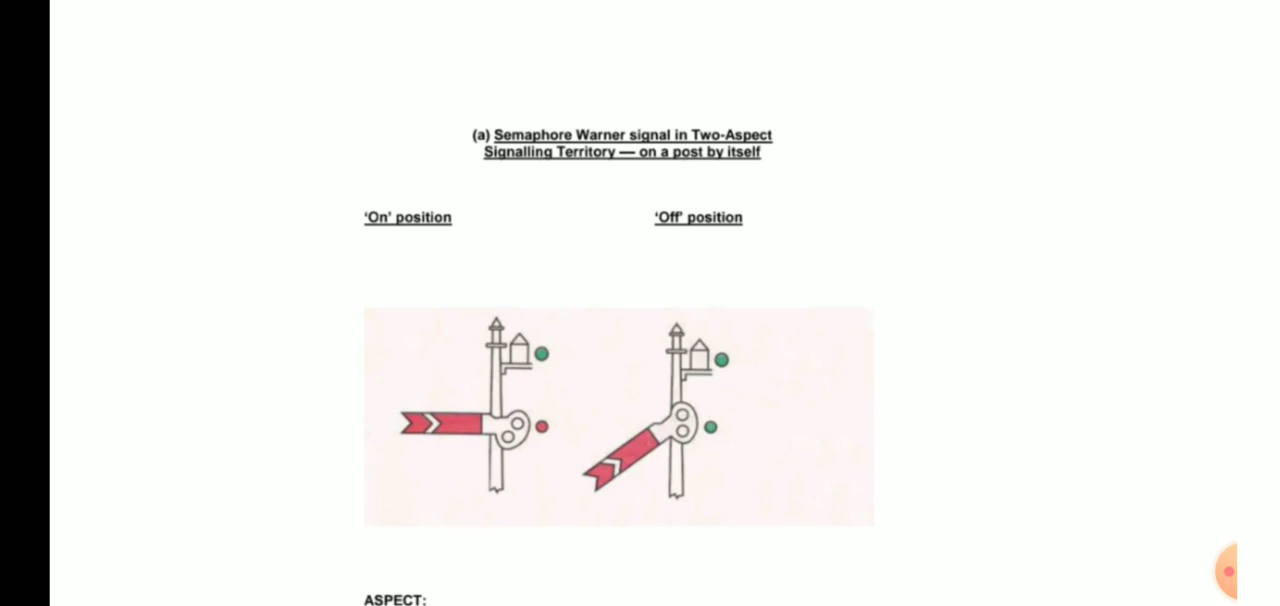 (a) Semaphore Warner signal in Two-Aspect
Signalling Territory — on a post by itself
‘On’ position
‘Off’ position
ASPECT: